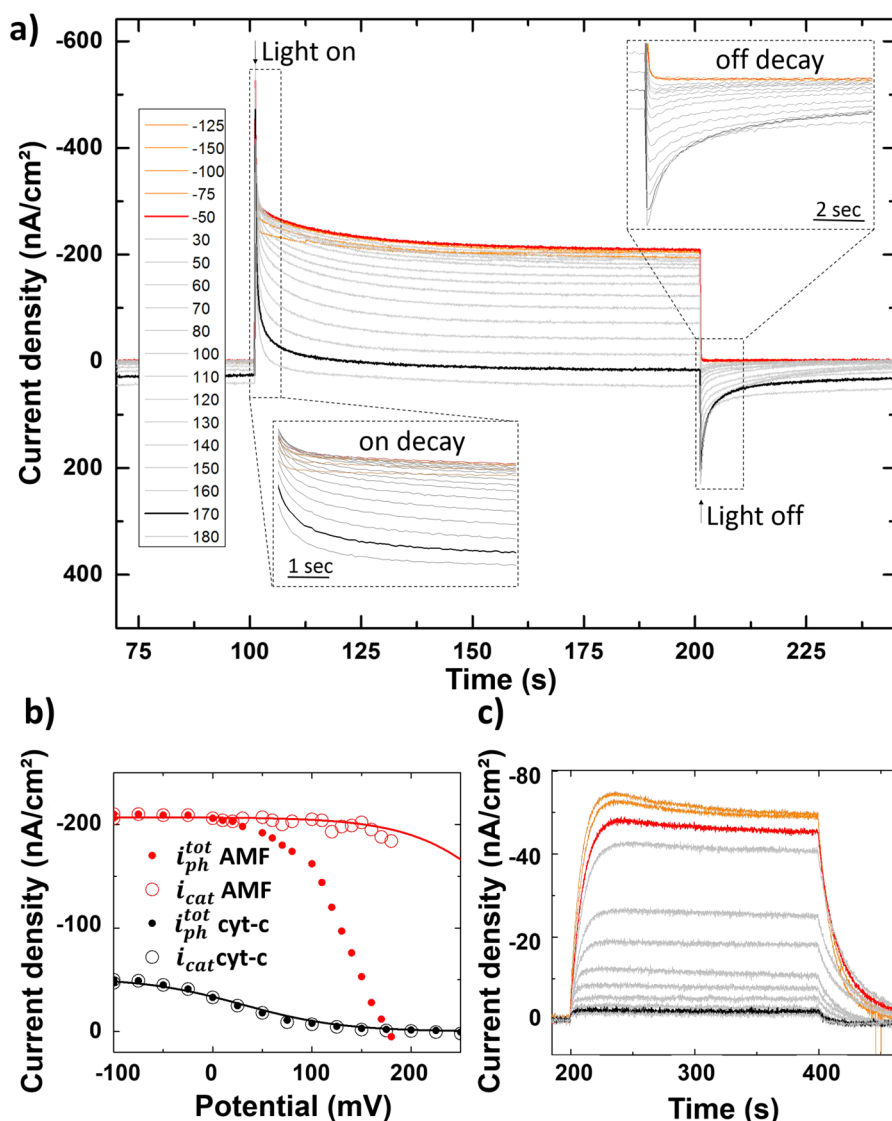 a)
Current density (nA/cm²)
-600
-400
-200
0
200
400
Light on
off decay
2 sec
-125
-150
-100
-75
-50
30
50
60
70
80
100
110
120
130
140
150
160
170
180
on decay
1 sec
Light off
75
100
125
150
175
200
225
Time (s)
b)
Current density (nA/cm²)
-200
-100
0
i_ph^tot AMF
i_cat AMF
i_ph^tot cyt-c
i_cat cyt-c
-100
0
100
200
Potential (mV)
c)
Current density (nA/cm²)
-80
-40
-20
0
200
300
400
Time (s)